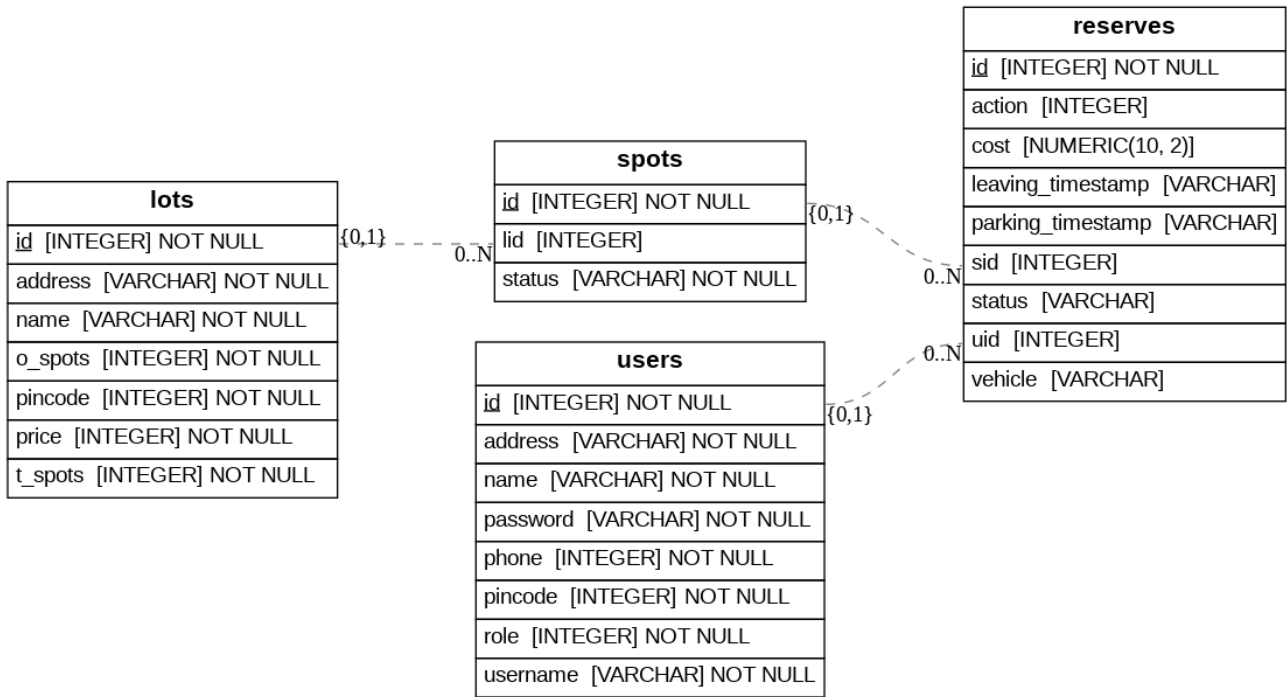 lots
id [INTEGER] NOT NULL
address [VARCHAR] NOT NULL
name [VARCHAR] NOT NULL
o_spots [INTEGER] NOT NULL
pincode [INTEGER] NOT NULL
price [INTEGER] NOT NULL
t_spots [INTEGER] NOT NULL
{0,1}
0..N
spots
id [INTEGER] NOT NULL
lid [INTEGER]
status [VARCHAR] NOT NULL
{0,1}
0..N
users
id [INTEGER] NOT NULL
address [VARCHAR] NOT NULL
name [VARCHAR] NOT NULL
password [VARCHAR] NOT NULL
phone [INTEGER] NOT NULL
pincode [INTEGER] NOT NULL
role [INTEGER] NOT NULL
username [VARCHAR] NOT NULL
{0,1}
0..N
reserves
id [INTEGER] NOT NULL
action [INTEGER]
cost [NUMERIC(10, 2)]
leaving_timestamp [VARCHAR]
parking_timestamp [VARCHAR]
sid [INTEGER]
status [VARCHAR]
uid [INTEGER]
vehicle [VARCHAR]